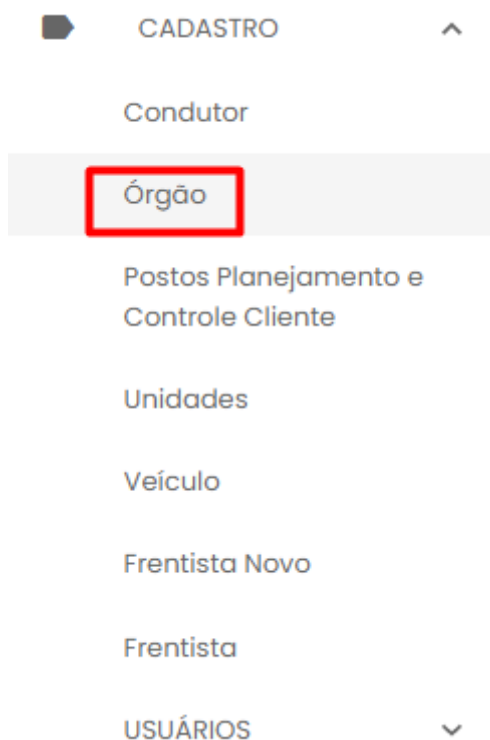 CADASTRO
Condutor
Órgão
Postos Planejamento e
Controle Cliente
Unidades
Veículo
Frentista Novo
Frentista
USUÁRIOS